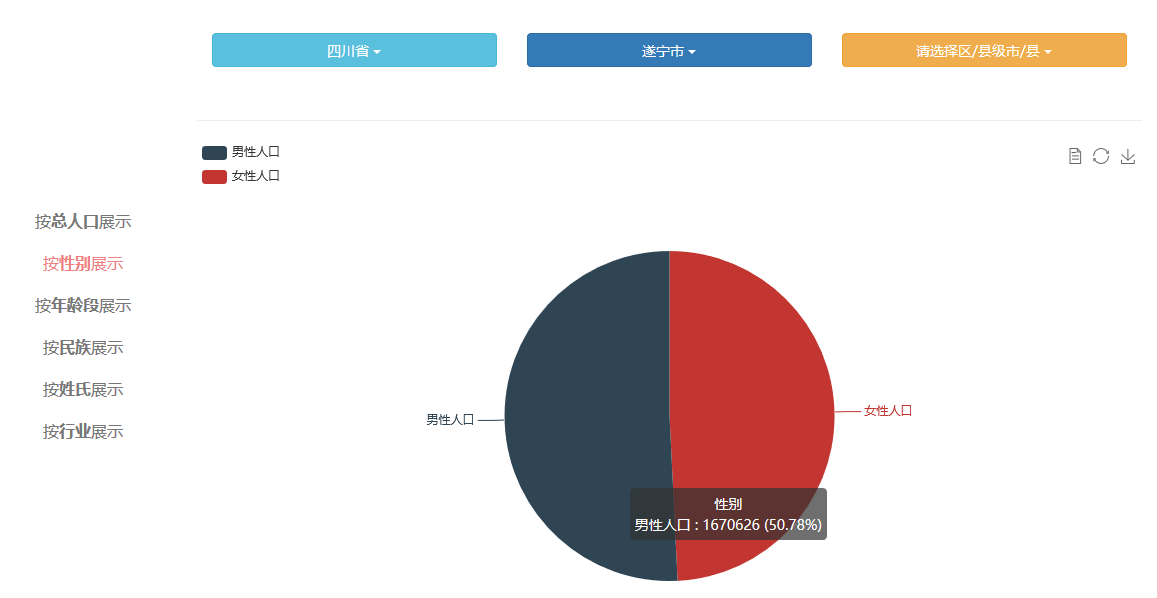 四川省
遂宁市
请选择区/县级市/县
男性人口
女性人口
按总人口展示
按性别展示
按年龄段展示
按民族展示
按姓氏展示
按行业展示
男性人口
女性人口
性别
男性人口 : 1670626 (50.78%)